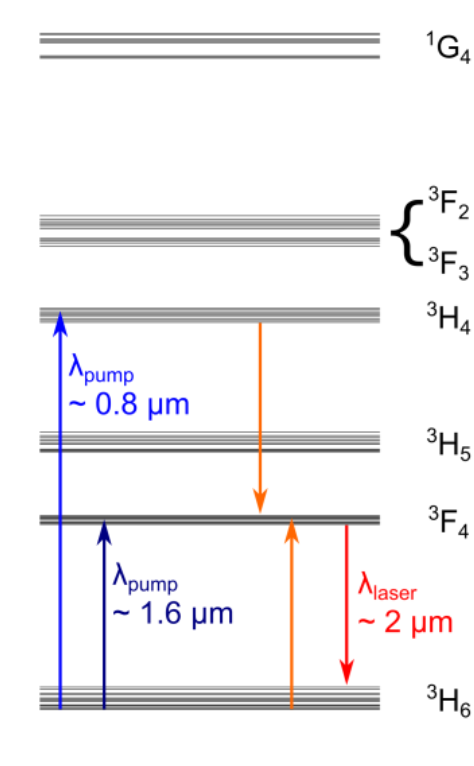 ¹G₄
³F₂
{
³F₃
³H₄
λpump
~ 0.8 μm
³H₅
³F₄
λpump
~ 1.6 μm
λlaser
~ 2 μm
³H₆